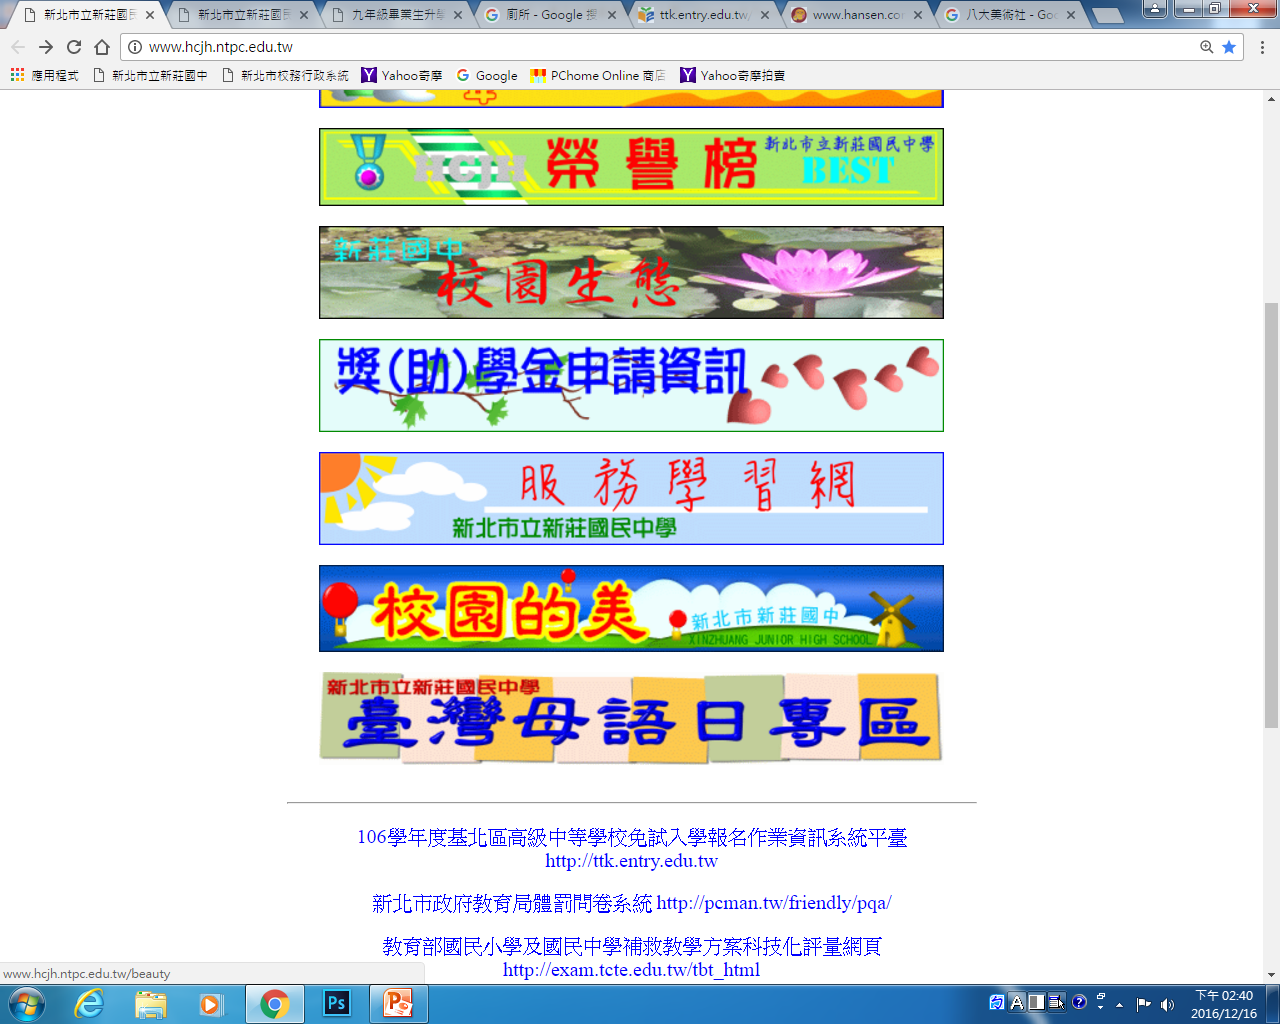 新北市立新莊國民
新北市立新莊國民
九年級畢業生升學
廁所 - Google 搜
ttk.entry.edu.tw/
www.hansen.com
八大美術社 - Goo
www.hcjh.ntpc.edu.tw
應用程式 新北市立新莊國中 新北市校務行政系統 Yahoo奇摩 Google PChome Online 商店 Yahoo奇摩拍賣
HCJH 榮譽榜 新北市立新莊國民中學
BEST
新莊國中
校園生態
獎(助)學金申請資訊
服務學習網
新北市立新莊國民中學
校園的美 新北市新莊國中
XINZHUANG JUNIOR HIGH SCHOOL
新北市立新莊國民中學
臺灣母語日專區
106學年度基北區高級中等學校免試入學報名作業資訊系統平臺
http://ttk.entry.edu.tw
新北市政府教育局體罰問卷系統 http://pcman.tw/friendly/pqa/
教育部國民小學及國民中學補救教學方案科技化評量網頁
http://exam.tcte.edu.tw/tbt_html
www.hcjh.ntpc.edu.tw/beauty
Ps
A
下午 02:40
2016/12/16